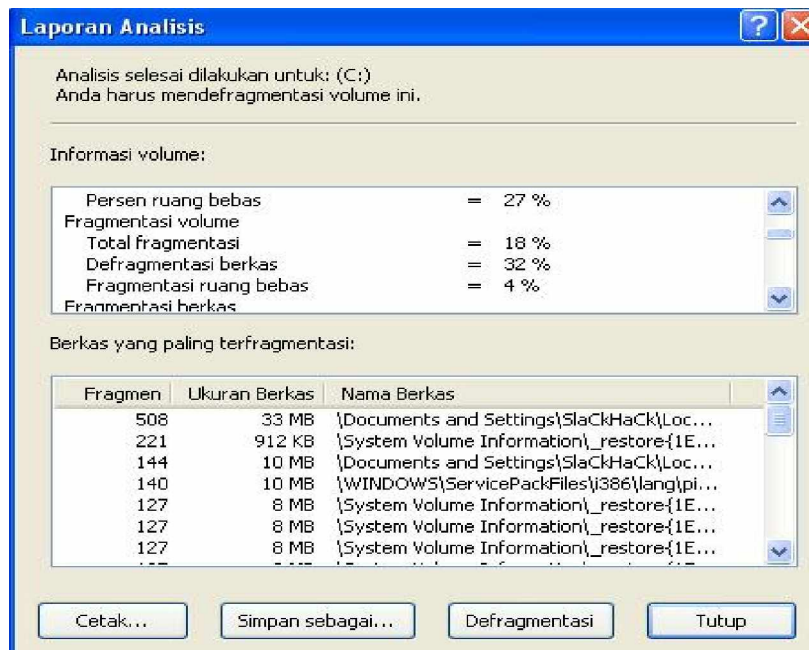 Laporan Analisis
Analisis selesai dilakukan untuk: (C:)
Anda harus mendefragmentasi volume ini.
Informasi volume:
Persen ruang bebas = 27 %
Fragmentasi volume
Total fragmentasi = 18 %
Defragmentasi berkas = 32 %
Fragmentasi ruang bebas = 4 %
Fragmentasi berkas
Berkas yang paling terfragmentasi:
Fragmen Ukuran Berkas Nama Berkas
508 33 MB \Documents and Settings\SlaCkHaCk\Loc...
221 912 KB \System Volume Information\_restore{1E...
144 10 MB \Documents and Settings\SlaCkHaCk\Loc...
140 10 MB \WINDOWS\ServicePackFiles\i386\lang\pi...
127 8 MB \System Volume Information\_restore{1E...
127 8 MB \System Volume Information\_restore{1E...
127 8 MB \System Volume Information\_restore{1E...
Cetak... Simpan sebagai... Defragmentasi Tutup